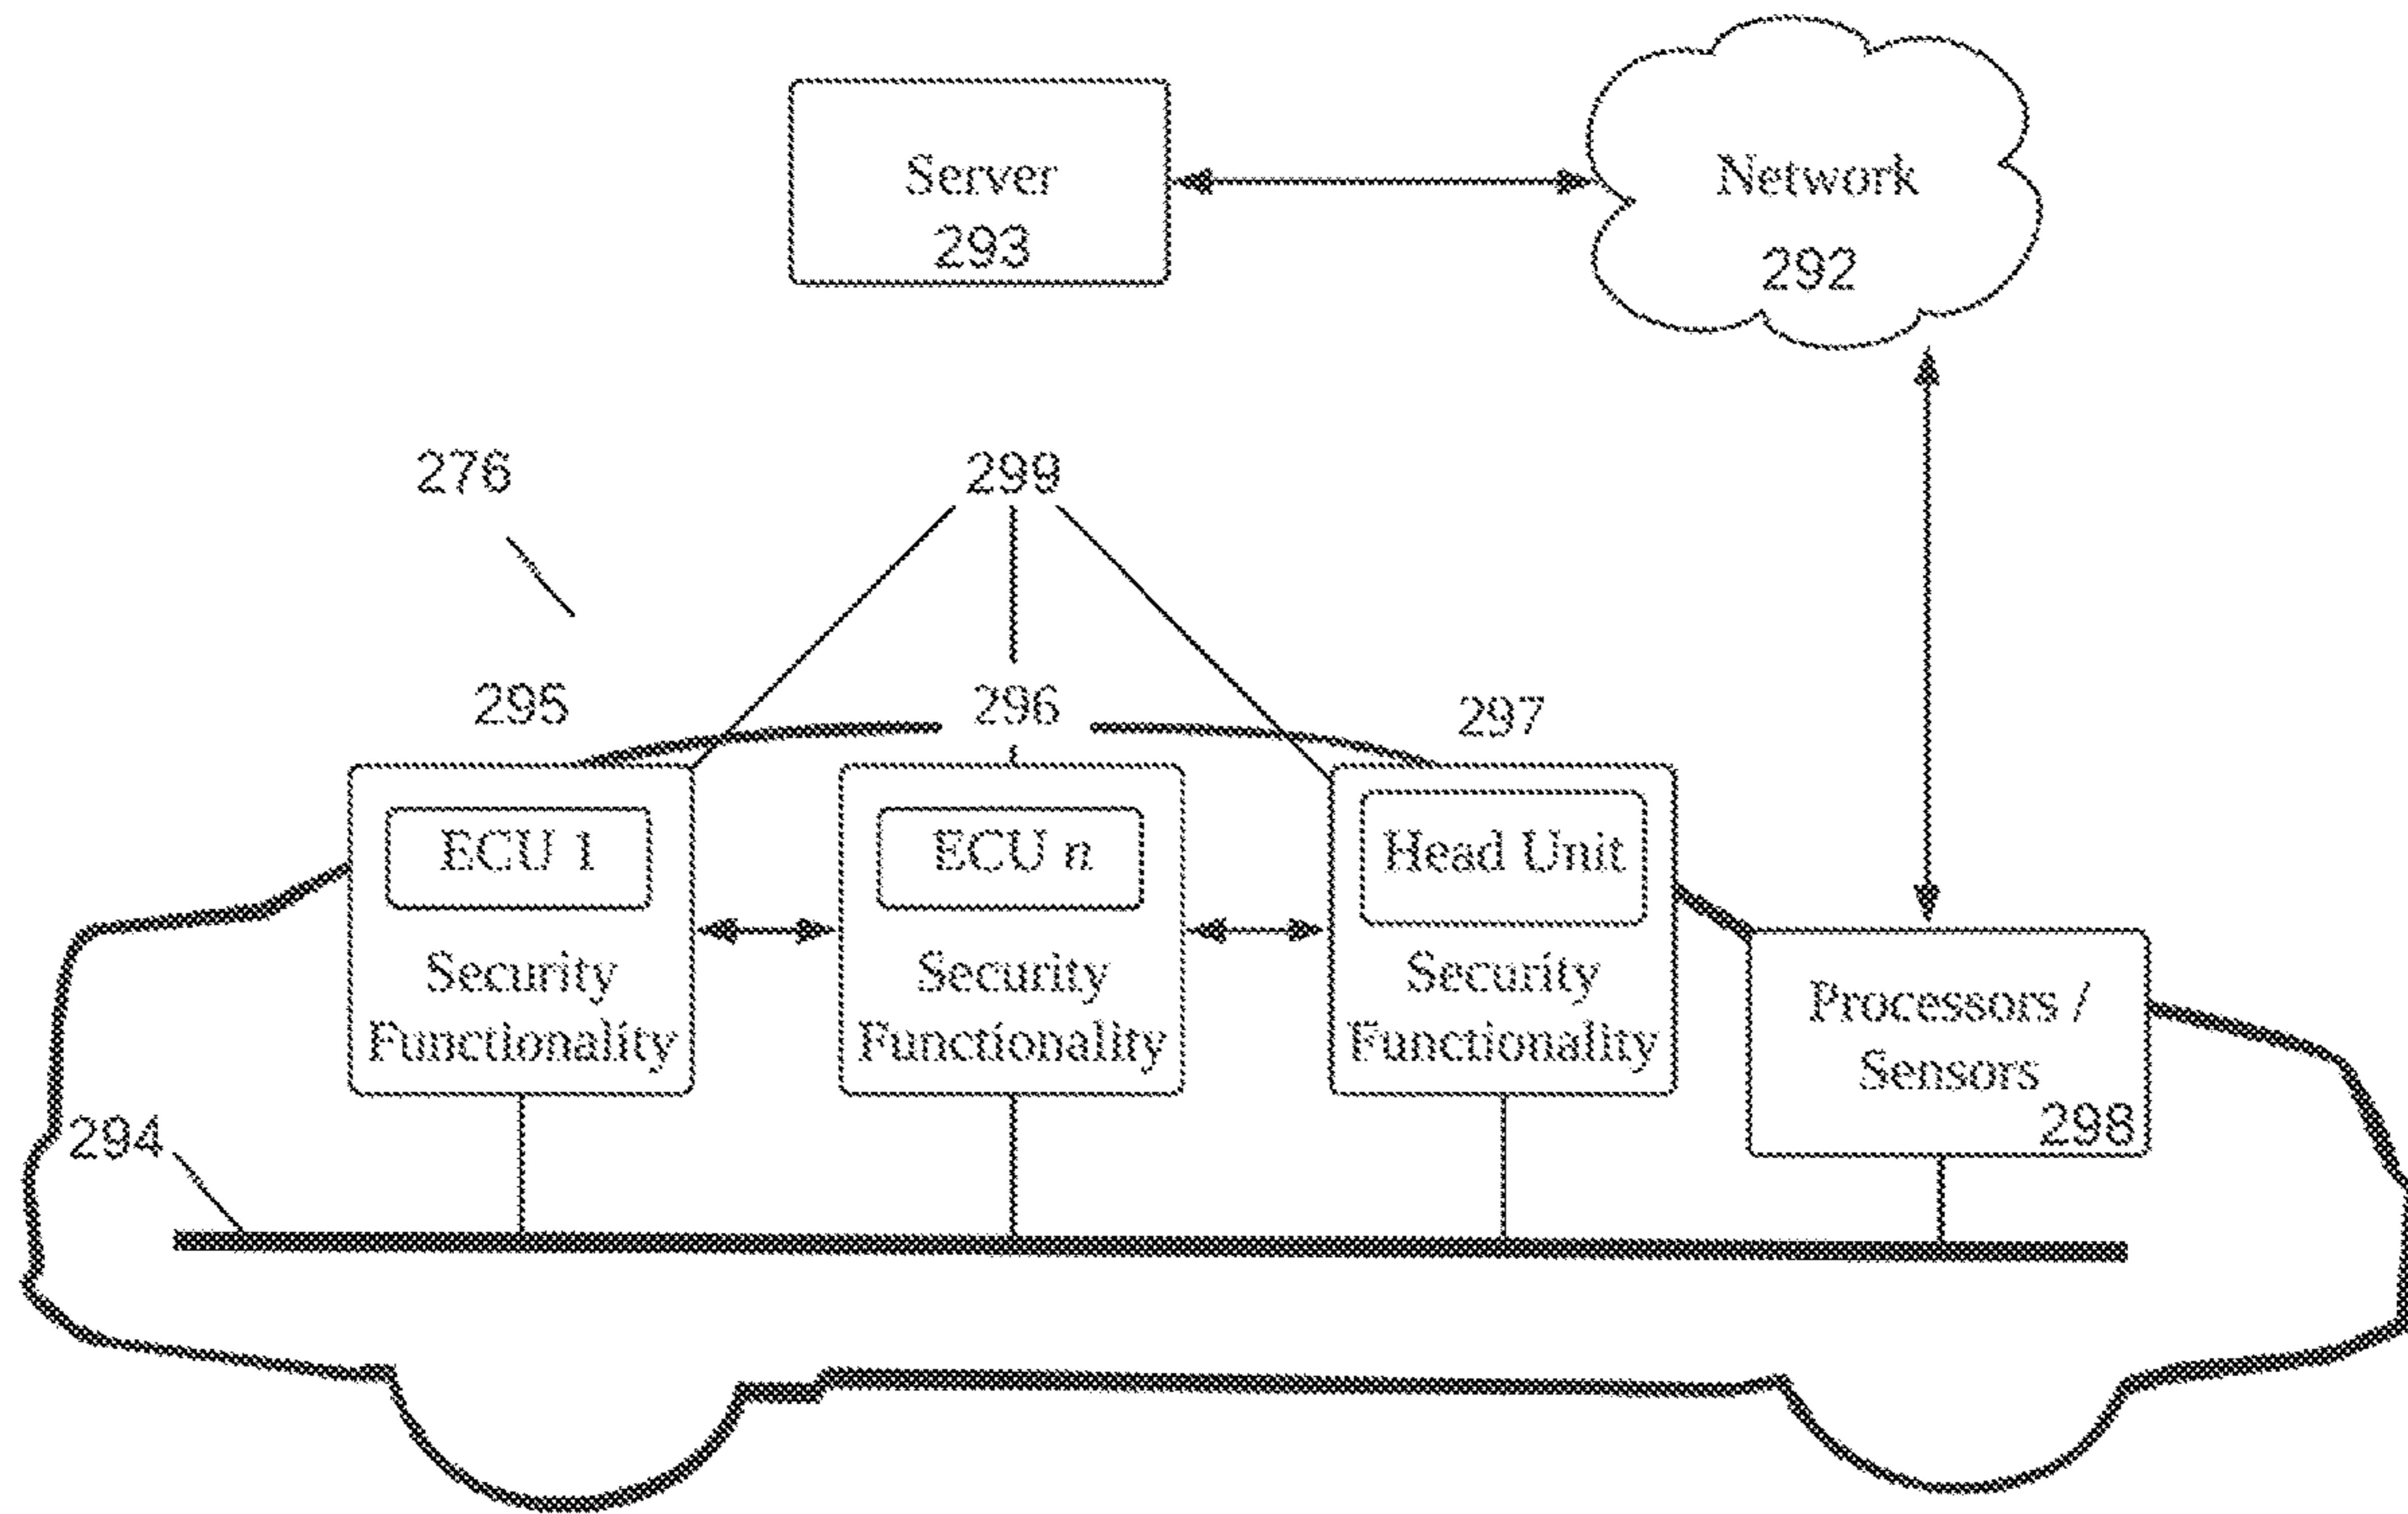 Server
293
Network
292
276
299
295
296
297
ECU 1
Security
Functionality
ECU n
Security
Functionality
Head Unit
Security
Functionality
Processors /
Sensors
298
294